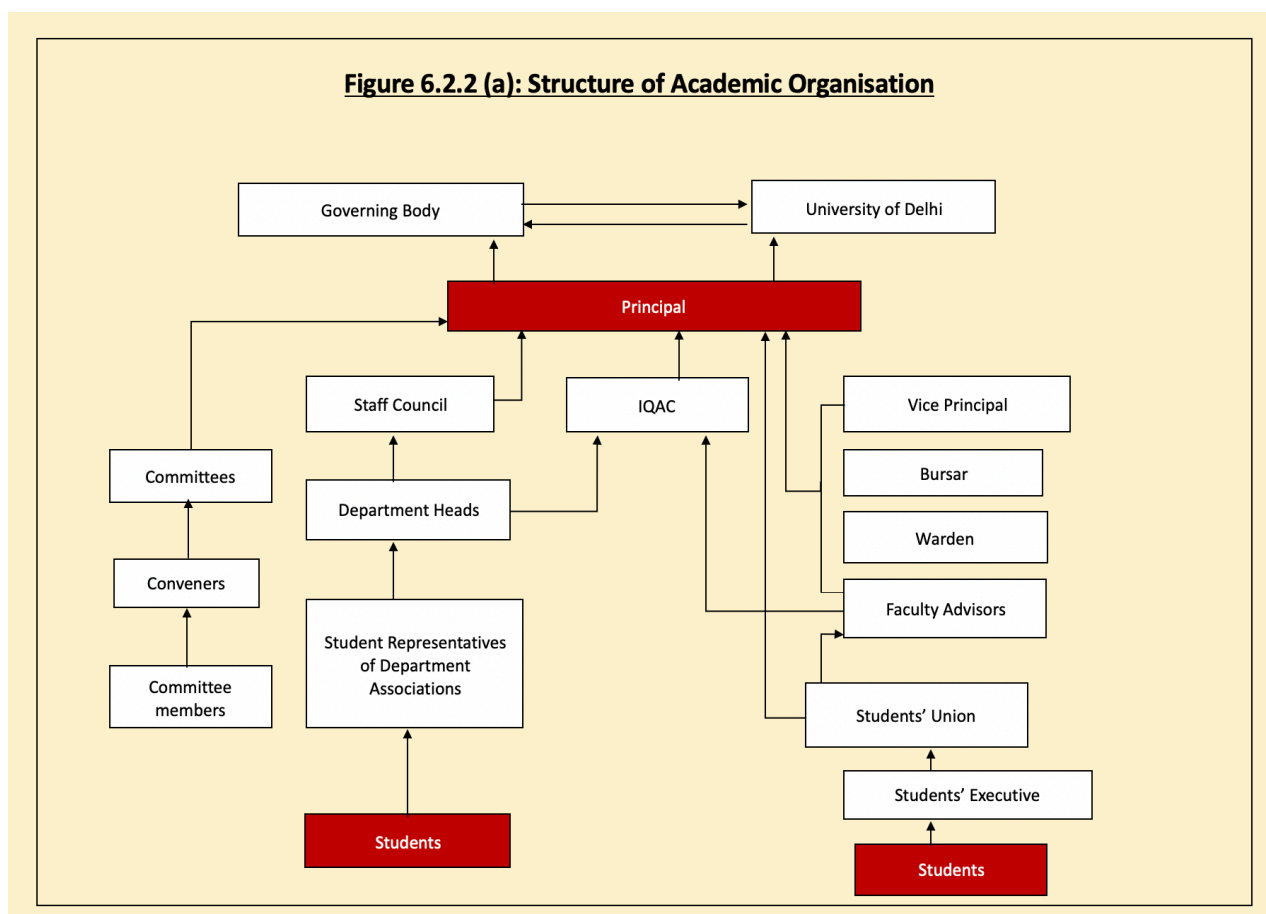 Figure 6.2.2 (a): Structure of Academic Organisation
Governing Body
University of Delhi
Principal
Staff Council
IQAC
Vice Principal
Committees
Bursar
Department Heads
Warden
Conveners
Faculty Advisors
Student Representatives
of Department
Associations
Committee
members
Students’ Union
Students’ Executive
Students
Students